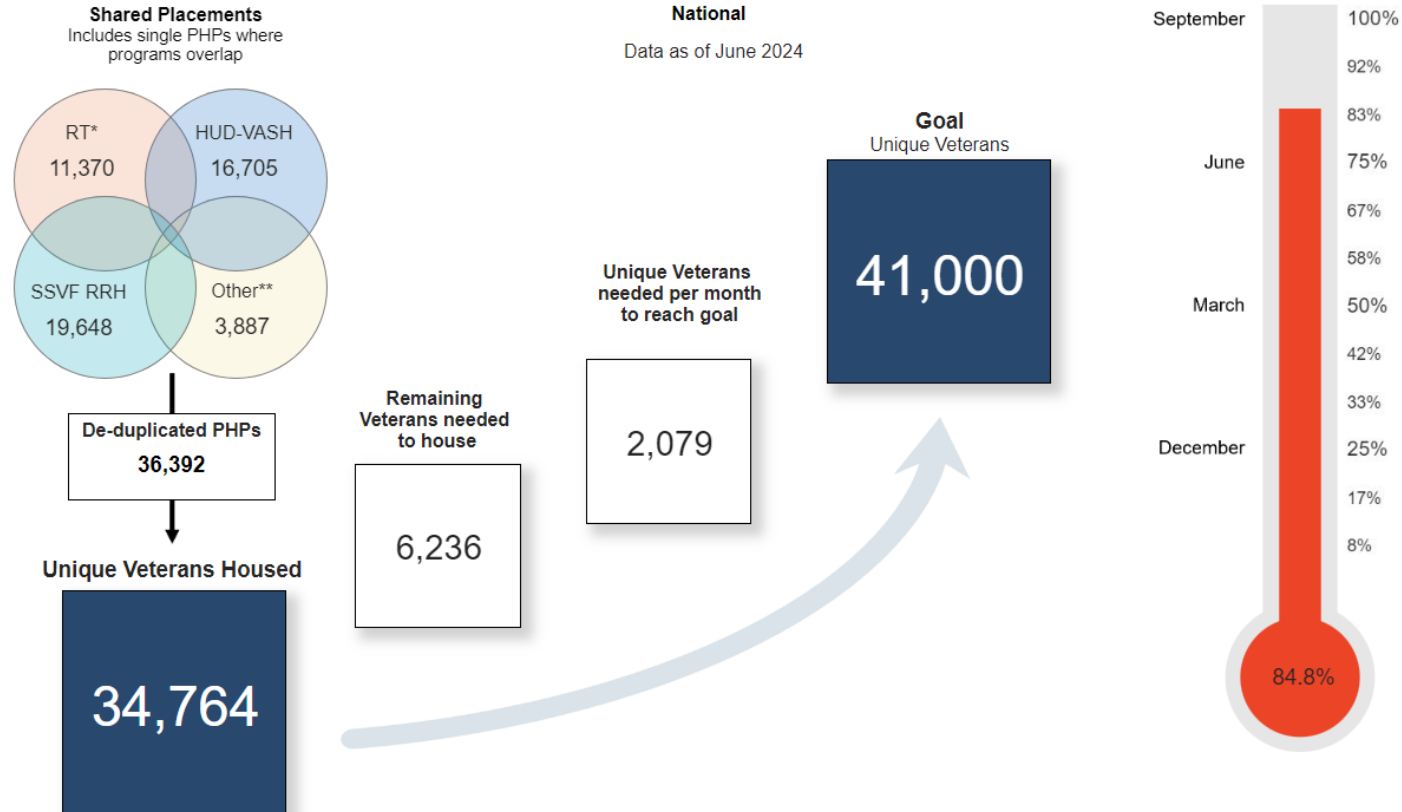 Shared Placements
Includes single PHPs where
programs overlap
RT*
11,370
HUD-VASH
16,705
SSVF RRH
19,648
Other**
3,887
De-duplicated PHPs
36,392
Unique Veterans Housed
34,764
Remaining
Veterans needed
to house
6,236
National
Data as of June 2024
Unique Veterans
needed per month
to reach goal
2,079
Goal
Unique Veterans
41,000
September
100%
92%
83%
June
75%
67%
58%
March
50%
42%
33%
December
25%
17%
8%
84.8%